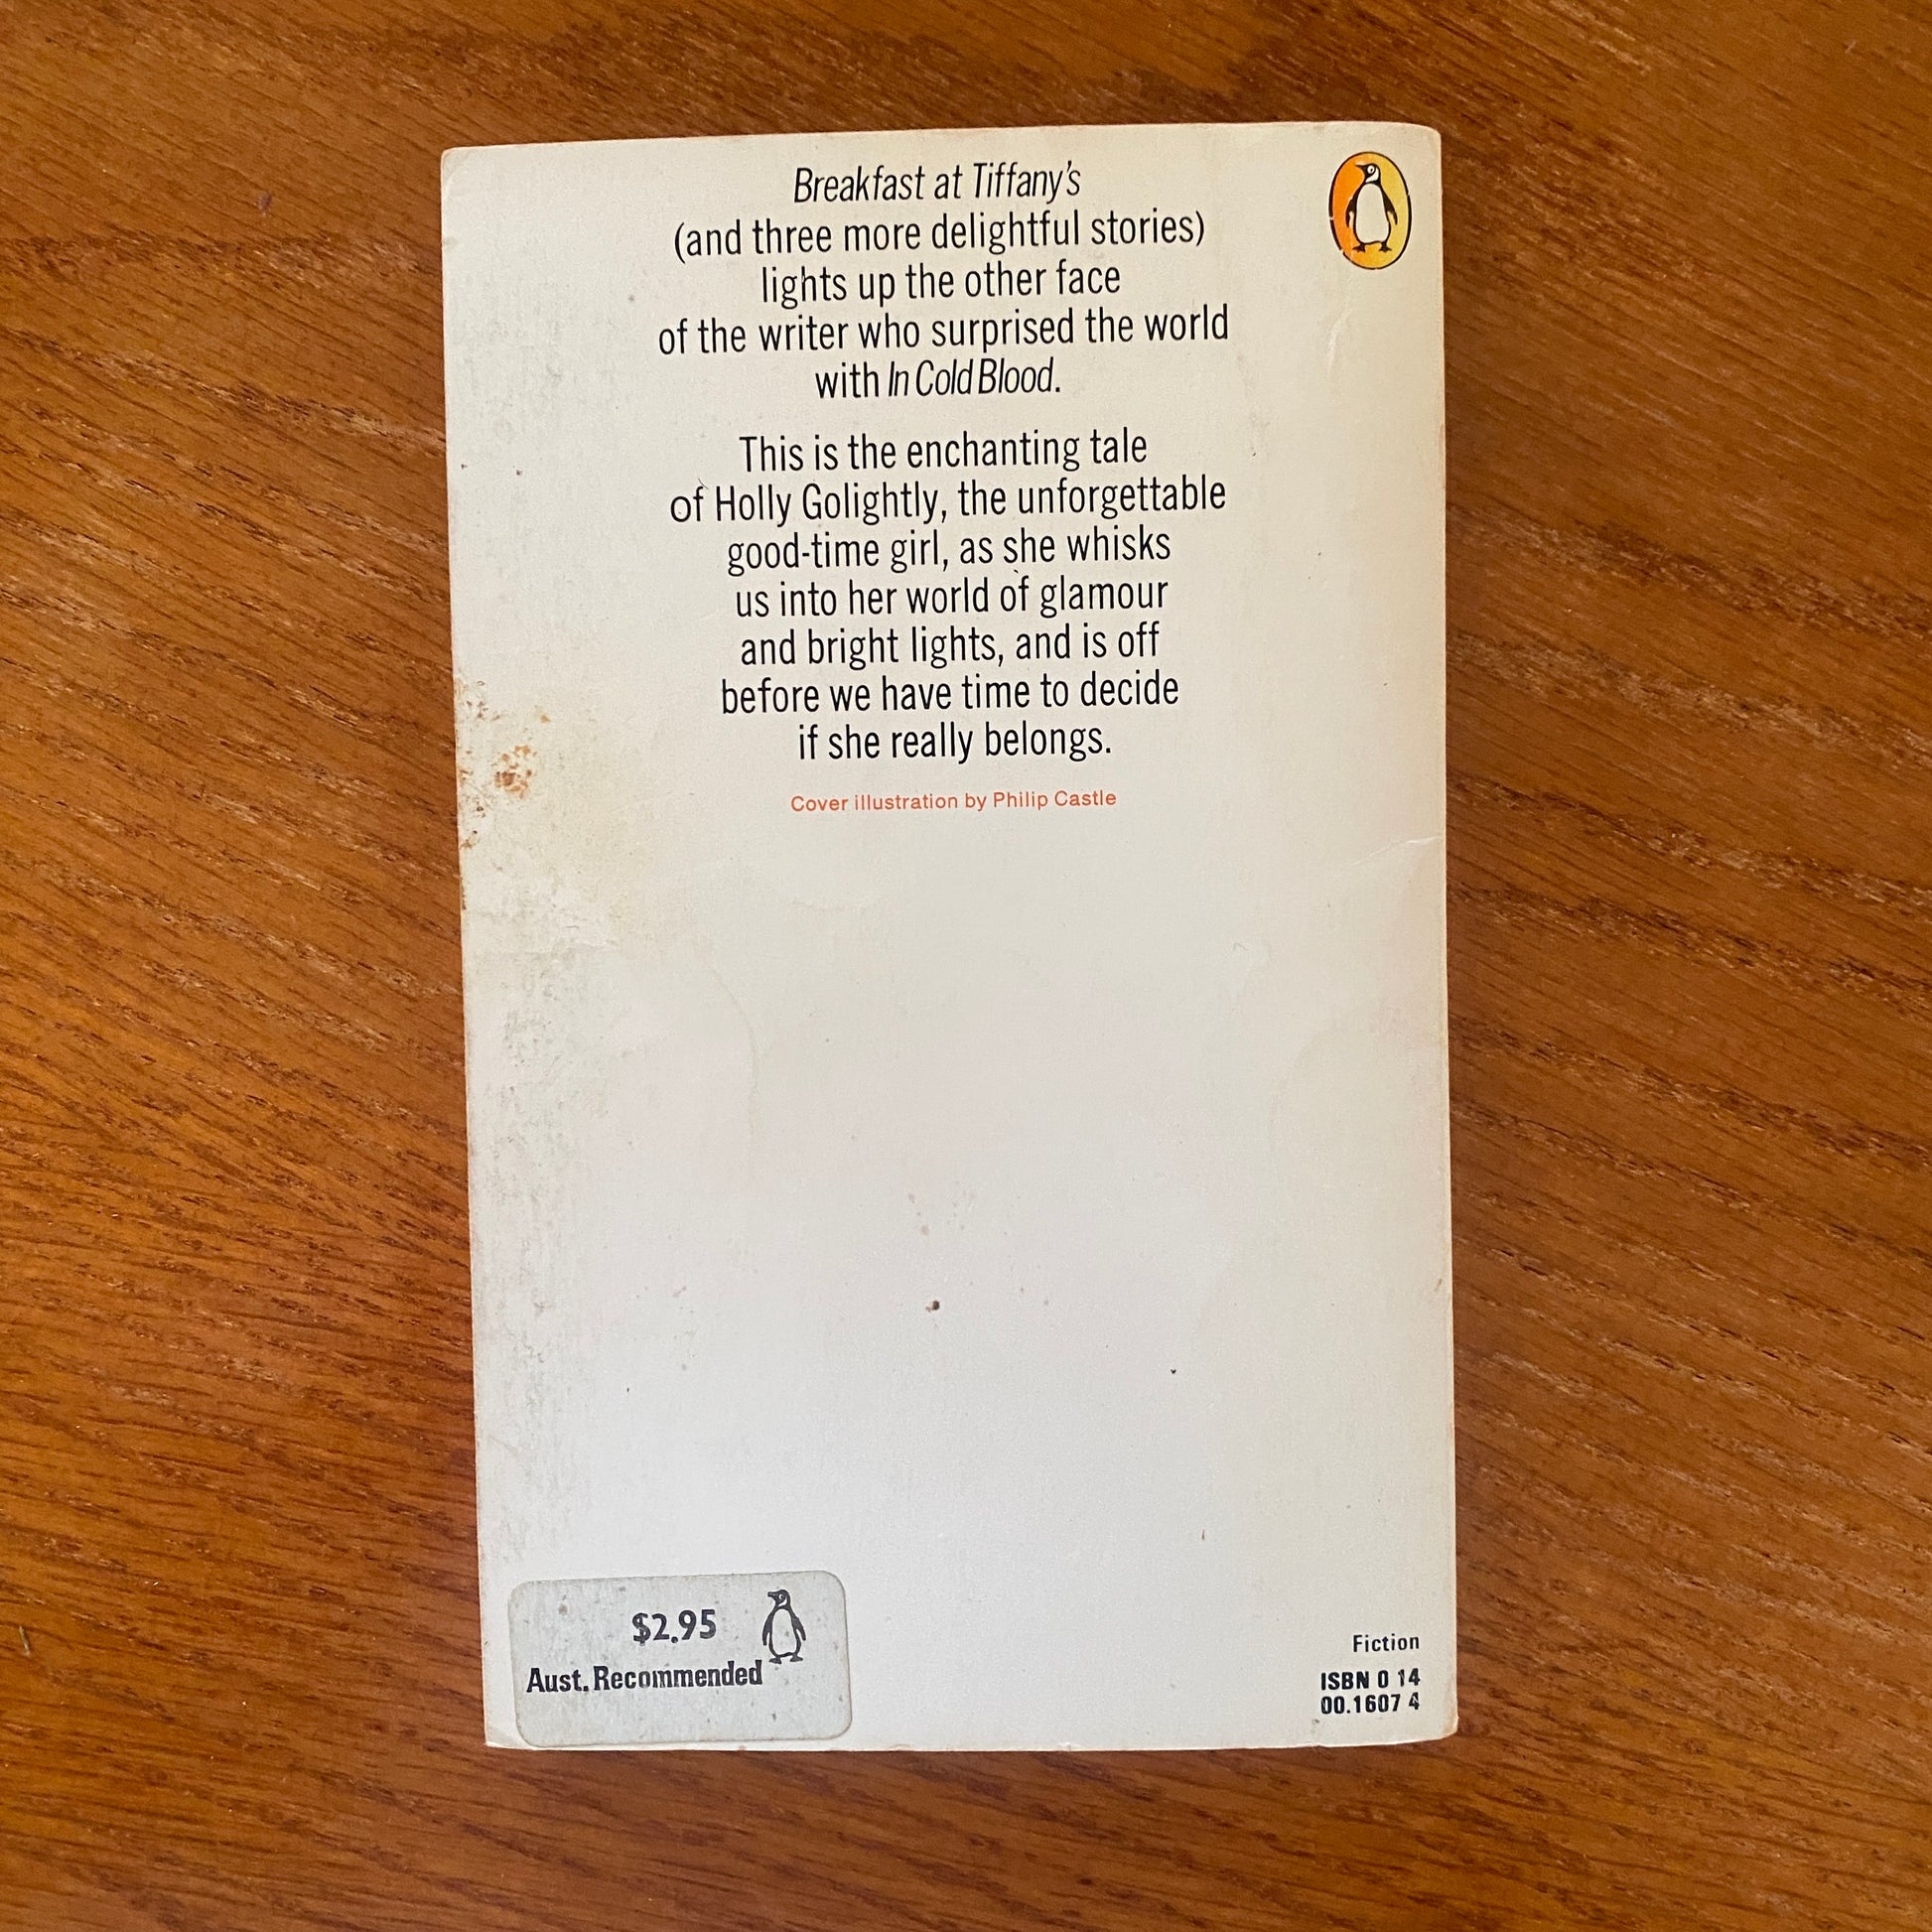 Breakfast at Tiffany's
(and three more delightful stories)
lights up the other face
of the writer who surprised the world
with In Cold Blood.
This is the enchanting tale
of Holly Golightly, the unforgettable
good-time girl, as she whisks
us into her world of glamour
and bright lights, and is off
before we have time to decide
if she really belongs.
Cover illustration by Philip Castle
$2.95
Aust. Recommended
Fiction
ISBN 0 14
00.1607 4